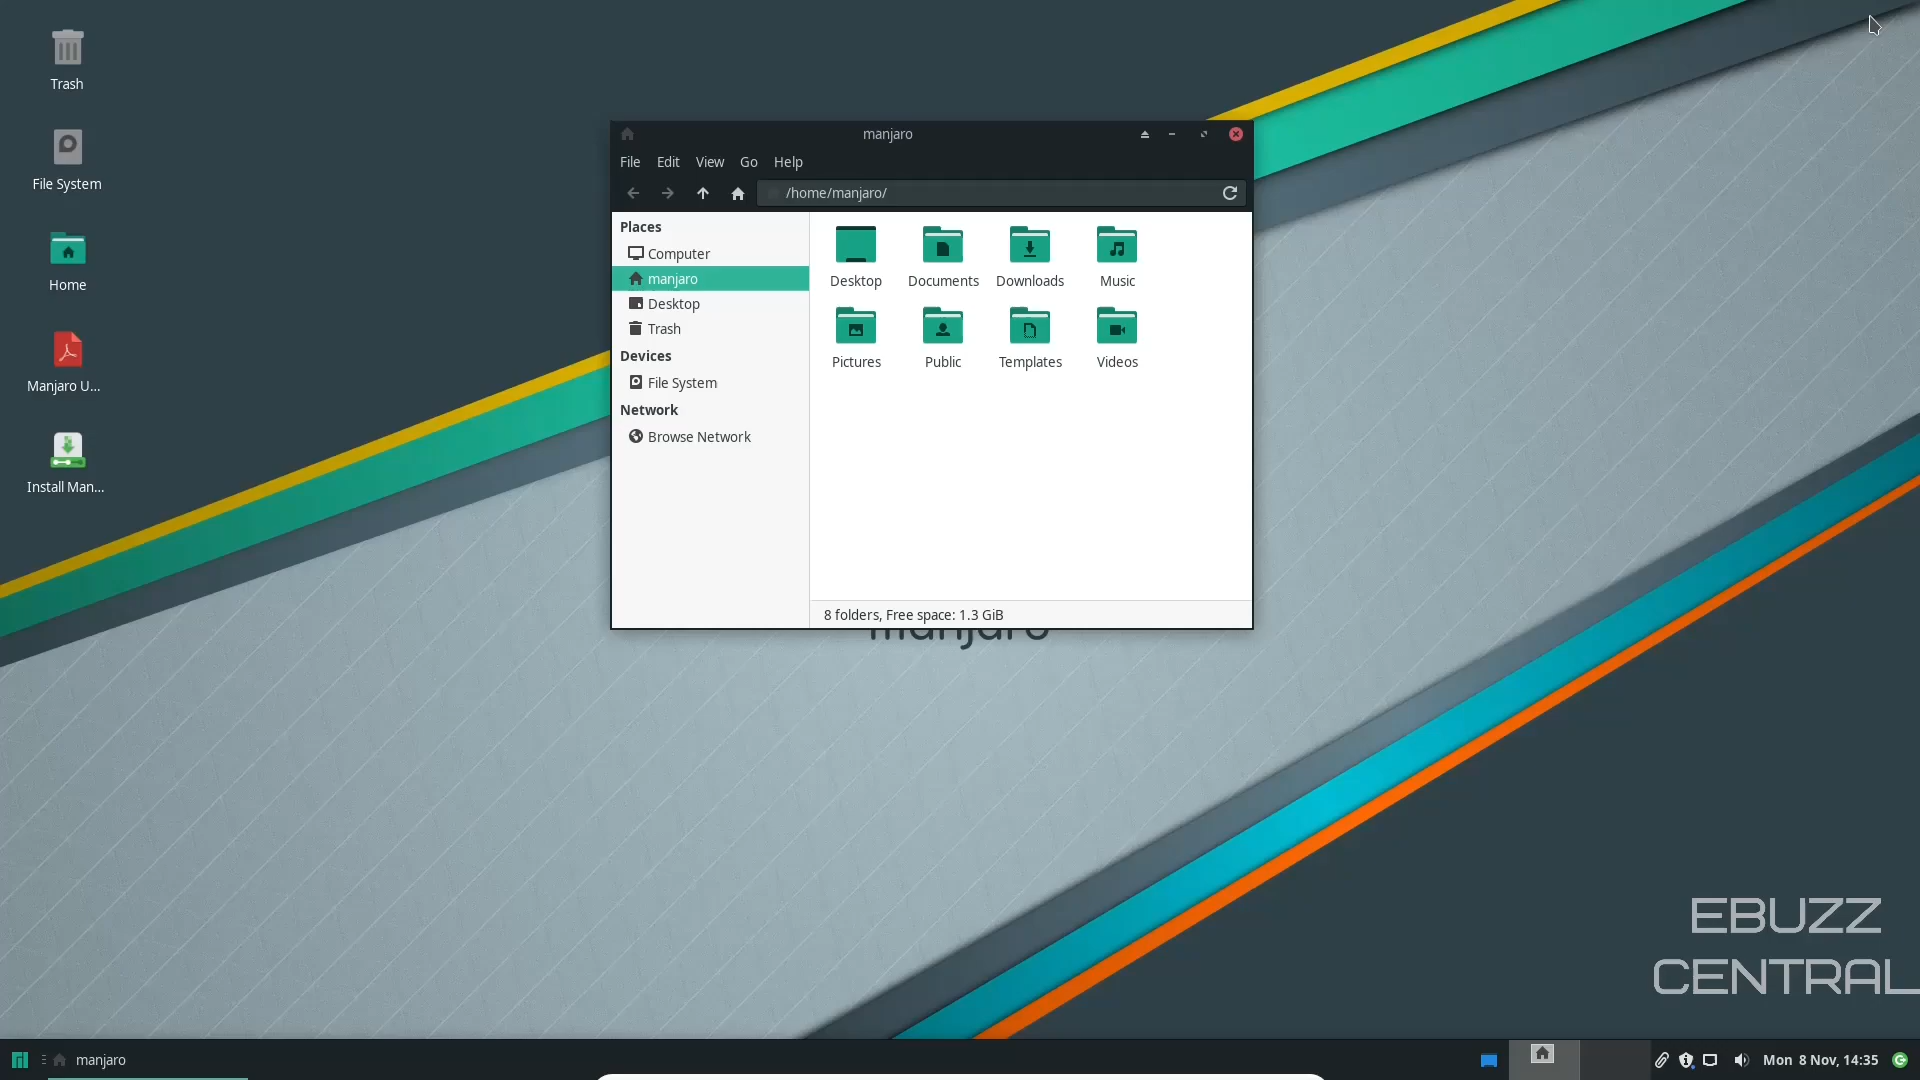 Trash
File System
Home
Manjaro U...
Install Man...
manjaro
File Edit View Go Help
/home/manjaro/
Places
Computer
manjaro
Desktop
Trash
Devices
File System
Network
Browse Network
Desktop Documents Downloads Music
Pictures Public Templates Videos
8 folders, Free space: 1.3 GiB
manjaro
EBUZZ
CENTRAL
manjaro
Mon 8 Nov, 14:35